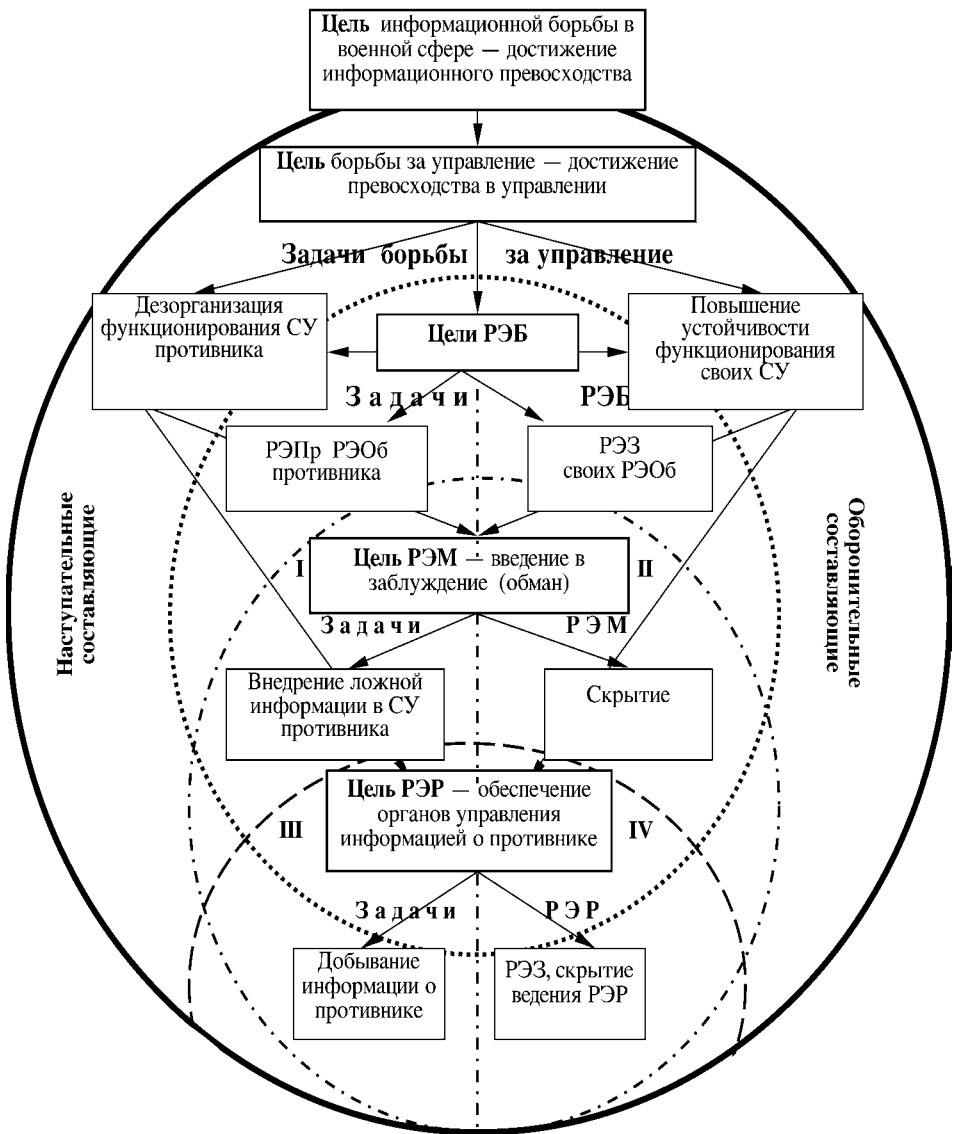 Цель информационной борьбы в
военной сфере — достижение
информационного превосходства
Цель борьбы за управление — достижение
превосходства в управлении
Задачи борьбы за управление
Дезорганизация
функционирования СУ
противника
Цели РЭБ
Повышение
устойчивости
функционирования
своих СУ
Задачи РЭБ
РЭПр РЭОб
противника
РЭЗ
своих РЭОб
Наступательные
составляющие
Оборонительные
составляющие
I
Цель РЭМ — введение в
заблуждение (обман)
II
Задачи РЭМ
Внедрение ложной
информации в СУ
противника
Скрытие
III
Цель РЭР — обеспечение
органов управления
информацией о противнике
IV
Задачи РЭР
Добывание
информации о
противнике
РЭЗ, скрытие
ведения РЭР